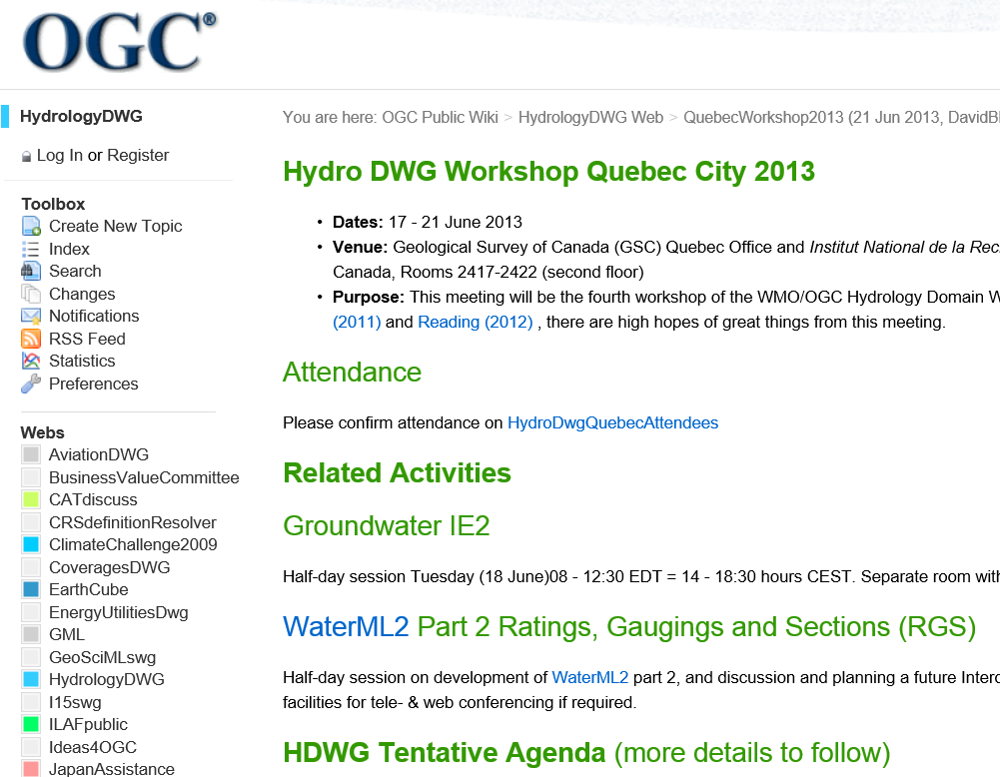 OGC®
HydrologyDWG
You are here: OGC Public Wiki > HydrologyDWG Web > QuebecWorkshop2013 (21 Jun 2013,
Log In or Register
Hydro DWG Workshop Quebec City 2013
Toolbox
Create New Topic
Index
Search
Changes
Notifications
RSS Feed
Statistics
Preferences
• Dates: 17 - 21 June 2013
• Venue: Geological Survey of Canada (GSC) Quebec Office and Institut National de la
Canada, Rooms 2417-2422 (second floor)
• Purpose: This meeting will be the fourth workshop of the WMO/OGC Hydrology Domain
(2011) and Reading (2012) , there are high hopes of great things from this meeting.
Attendance
Please confirm attendance on HydroDwgQuebecAttendees
Webs
AviationDWG
BusinessValueCommittee
CATdiscuss
CRSdefinitionResolver
ClimateChallenge2009
CoveragesDWG
EarthCube
EnergyUtilitiesDwg
GML
GeoSciMLswg
HydrologyDWG
I15swg
ILAFpublic
Ideas4OGC
JapanAssistance
Related Activities
Groundwater IE2
Half-day session Tuesday (18 June)08 - 12:30 EDT = 14 - 18:30 hours CEST. Separate room with
WaterML2 Part 2 Ratings, Gaugings and Sections (RGS)
Half-day session on development of WaterML2 part 2, and discussion and planning a future
facilities for tele- & web conferencing if required.
HDWG Tentative Agenda (more details to follow)